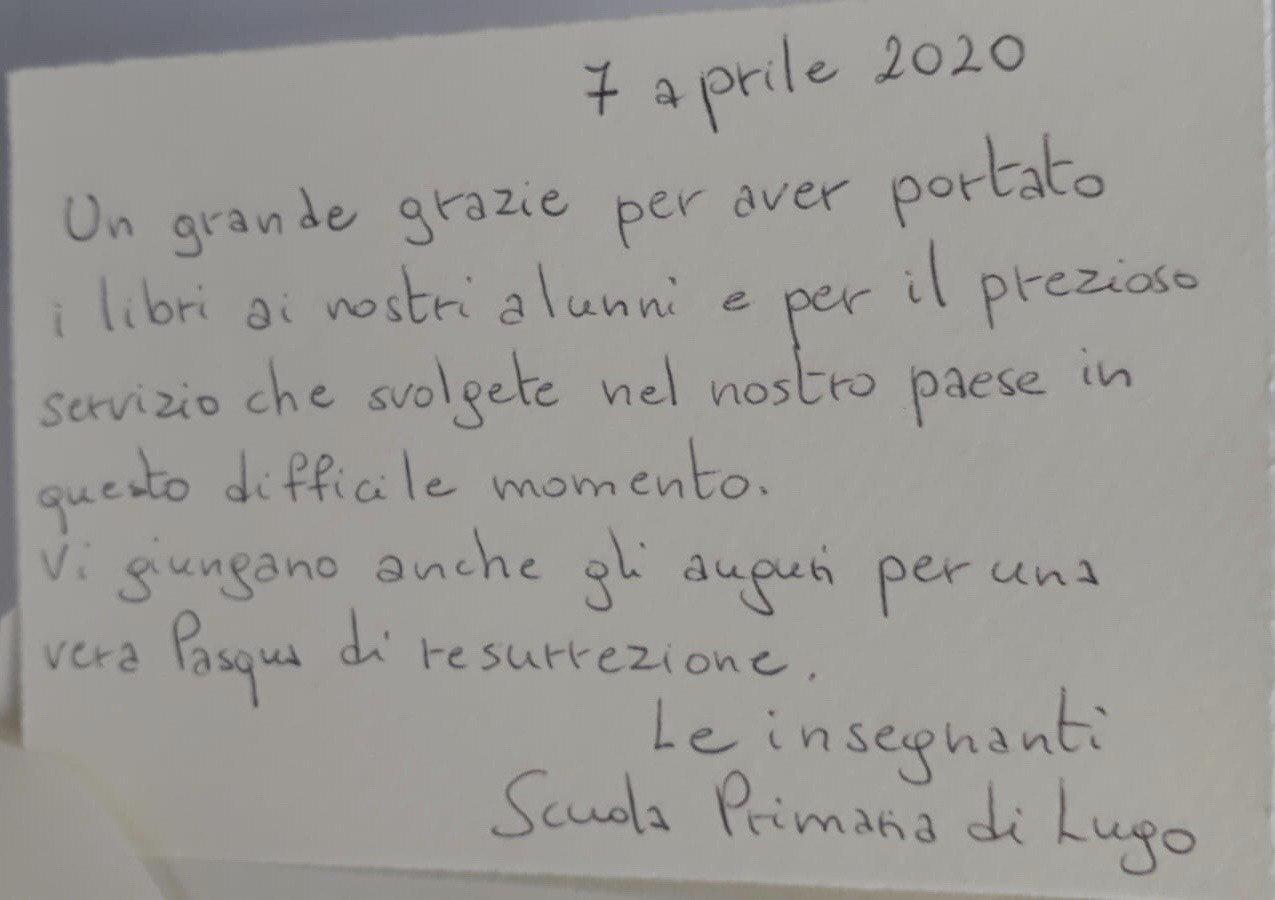 7 aprile 2020
Un grande grazie per aver portato
i libri ai nostri alunni e per il prezioso
servizio che svolgete nel nostro paese in
questo difficile momento.
Vi giungano anche gli auguri per una
vera Pasqua di resurrezione.
Le insegnanti
Scuola Primaria di Lugo